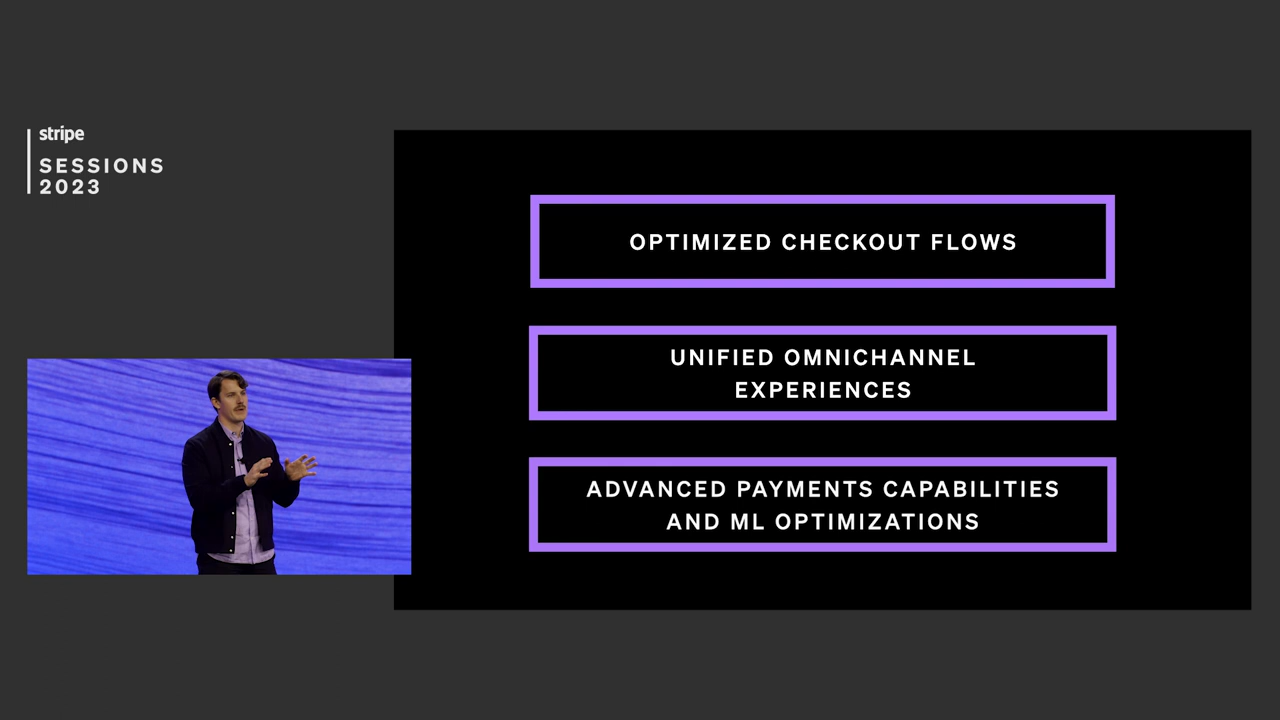 stripe
SESSIONS
2023
OPTIMIZED CHECKOUT FLOWS
UNIFIED OMNICHANNEL
EXPERIENCES
ADVANCED PAYMENTS CAPABILITIES
AND ML OPTIMIZATIONS